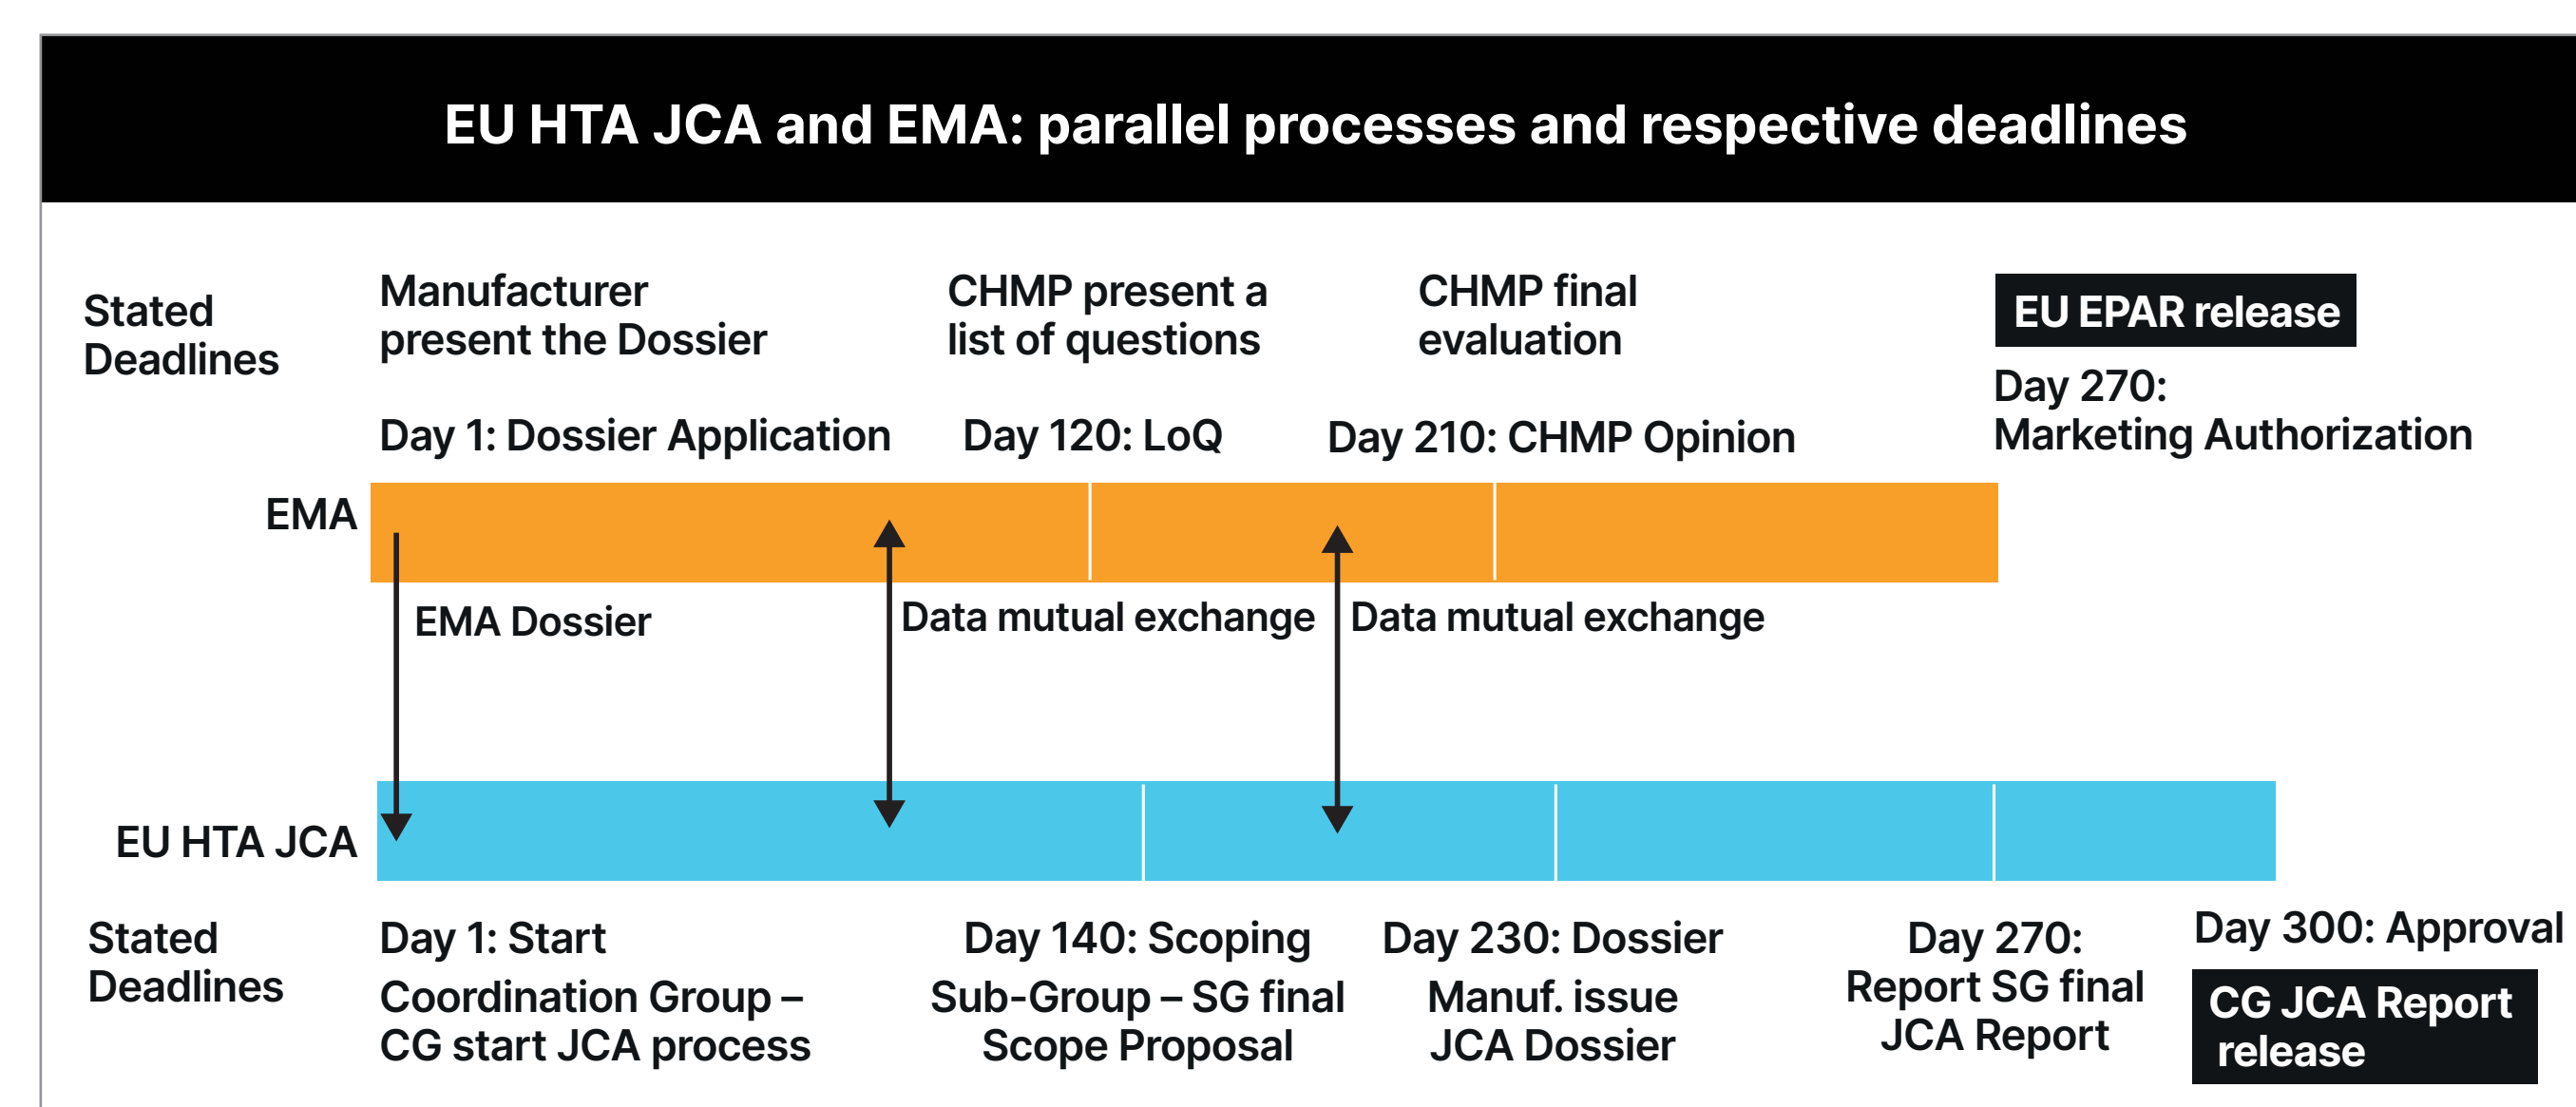 EU HTA JCA and EMA: parallel processes and respective deadlines
Stated
Deadlines
Manufacturer
present the Dossier
CHMP present a
list of questions
CHMP final
evaluation
EU EPAR release
Day 1: Dossier Application
Day 120: LoQ
Day 210: CHMP Opinion
Day 270:
Marketing Authorization
EMA
EMA Dossier
Data mutual exchange
Data mutual exchange
EU HTA JCA
Stated
Deadlines
Day 1: Start
Coordination Group –
CG start JCA process
Day 140: Scoping
Sub-Group – SG final
Scope Proposal
Day 230: Dossier
Manuf. issue
JCA Dossier
Day 270:
Report SG final
JCA Report
Day 300: Approval
CG JCA Report
release